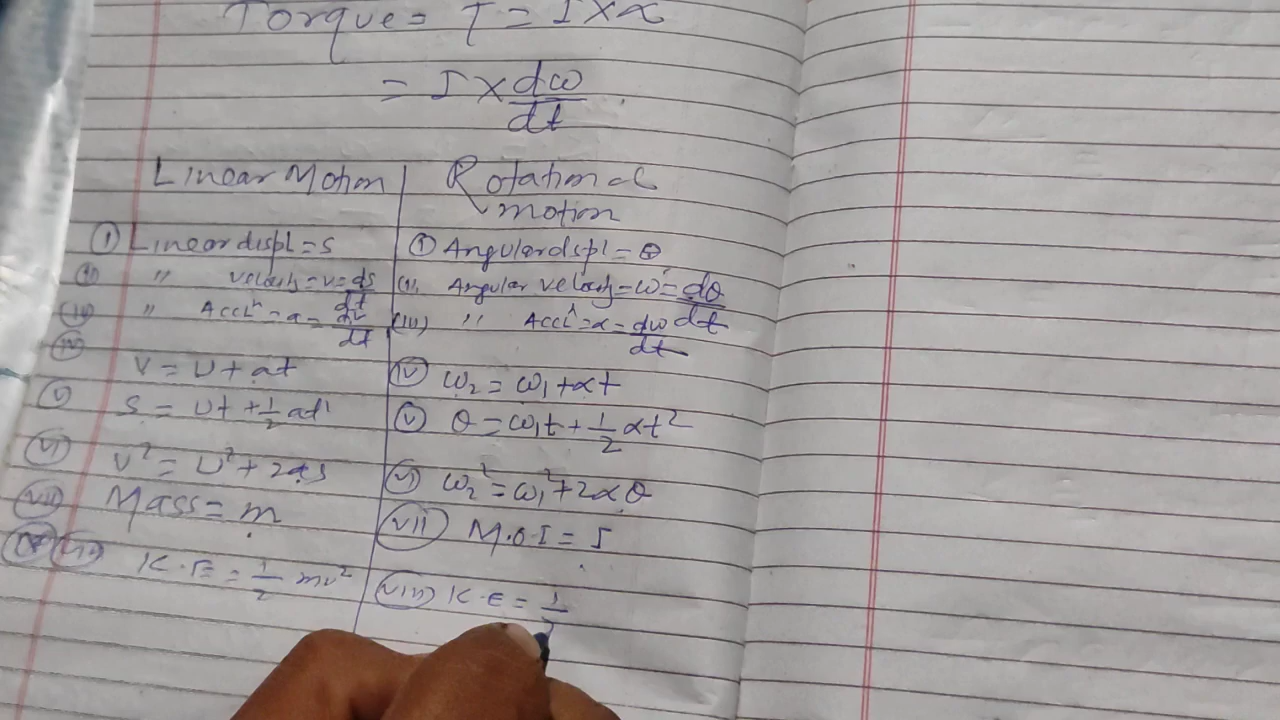 Torque = T = I × α
= I × dω/dt
Linear Motion | Rotational motion
(i) Linear displ = s
(ii) " velocity = v = ds/dt
(iii) " Accl^n = a = dv/dt
(iv) v = u + at
(v) s = ut + 1/2 at²
(vi) v² = u² + 2as
(vii) Mass = m
(viii) K.E = 1/2 mv²
(i) Angular displ = θ
(ii) Angular velocity = ω = dθ/dt
(iii) " Accl^n = α = dω/dt
(iv) ω₂ = ω₁ + αt
(v) θ = ω₁t + 1/2 αt²
(vi) ω₂² = ω₁² + 2αθ
(vii) M.O.I = I
(viii) K.E = 1/2